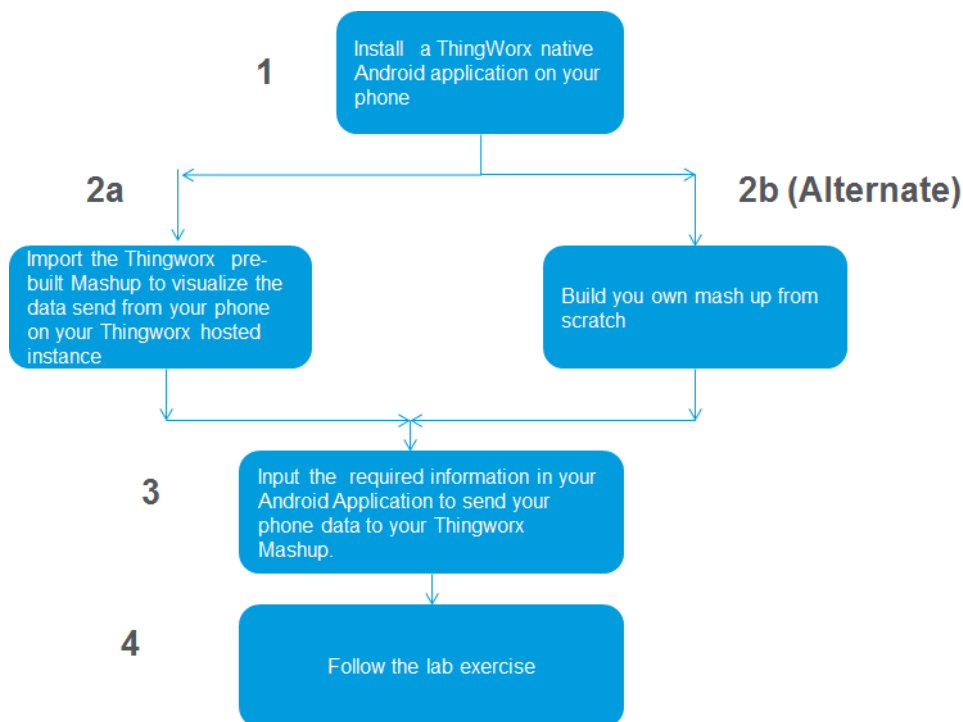 1
Install a ThingWorx native
Android application on your
phone
2a
2b (Alternate)
Import the Thingworx pre-
built Mashup to visualize the
data send from your phone
on your Thingworx hosted
instance
Build you own mash up from
scratch
3
Input the required information in your
Android Application to send your
phone data to your Thingworx
Mashup.
4
Follow the lab exercise